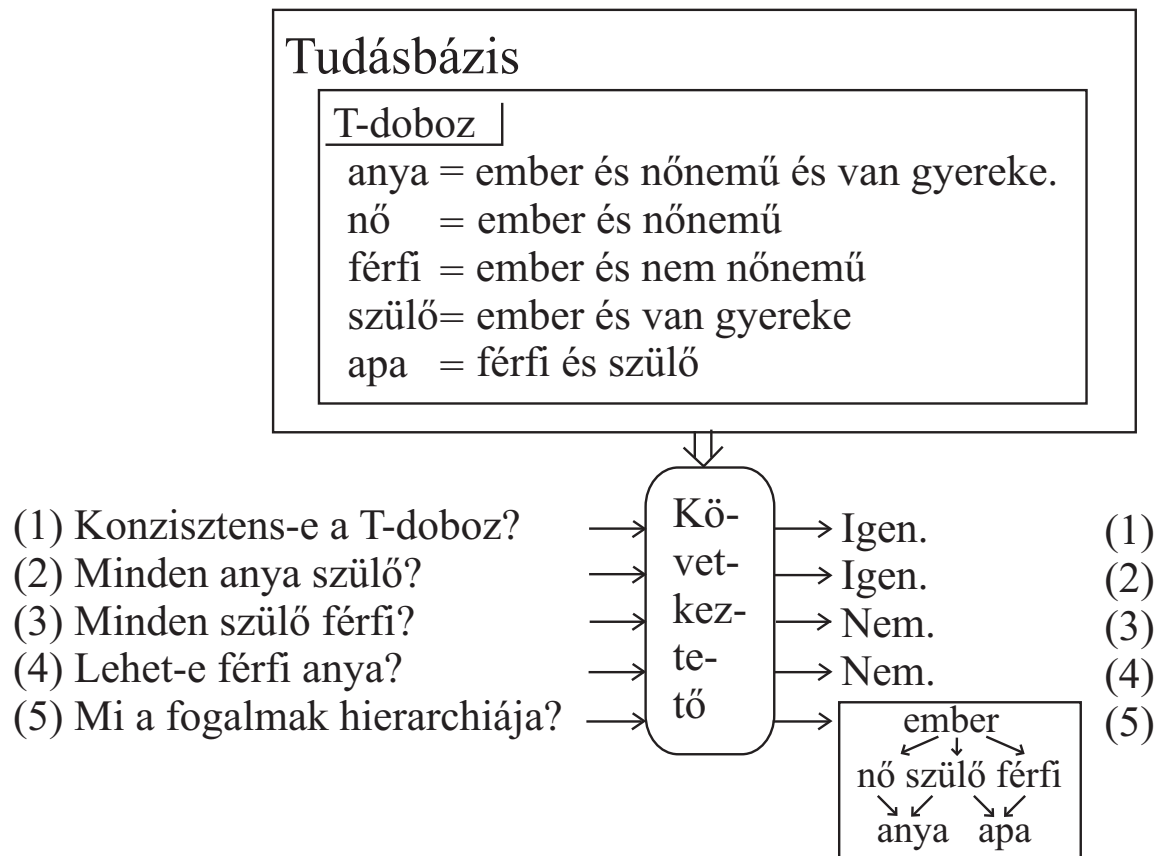 Tudásbázis
T-doboz
anya = ember és nőnemű és van gyereke.
nő = ember és nőnemű
férfi = ember és nem nőnemű
szülő= ember és van gyereke
apa = férfi és szülő
(1) Konzisztens-e a T-doboz?
(2) Minden anya szülő?
(3) Minden szülő férfi?
(4) Lehet-e férfi anya?
(5) Mi a fogalmak hierarchiája?
Kö-
vet-
kez-
te-
tő
Igen. (1)
Igen. (2)
Nem. (3)
Nem. (4)
(5)
ember
nő szülő férfi
anya apa